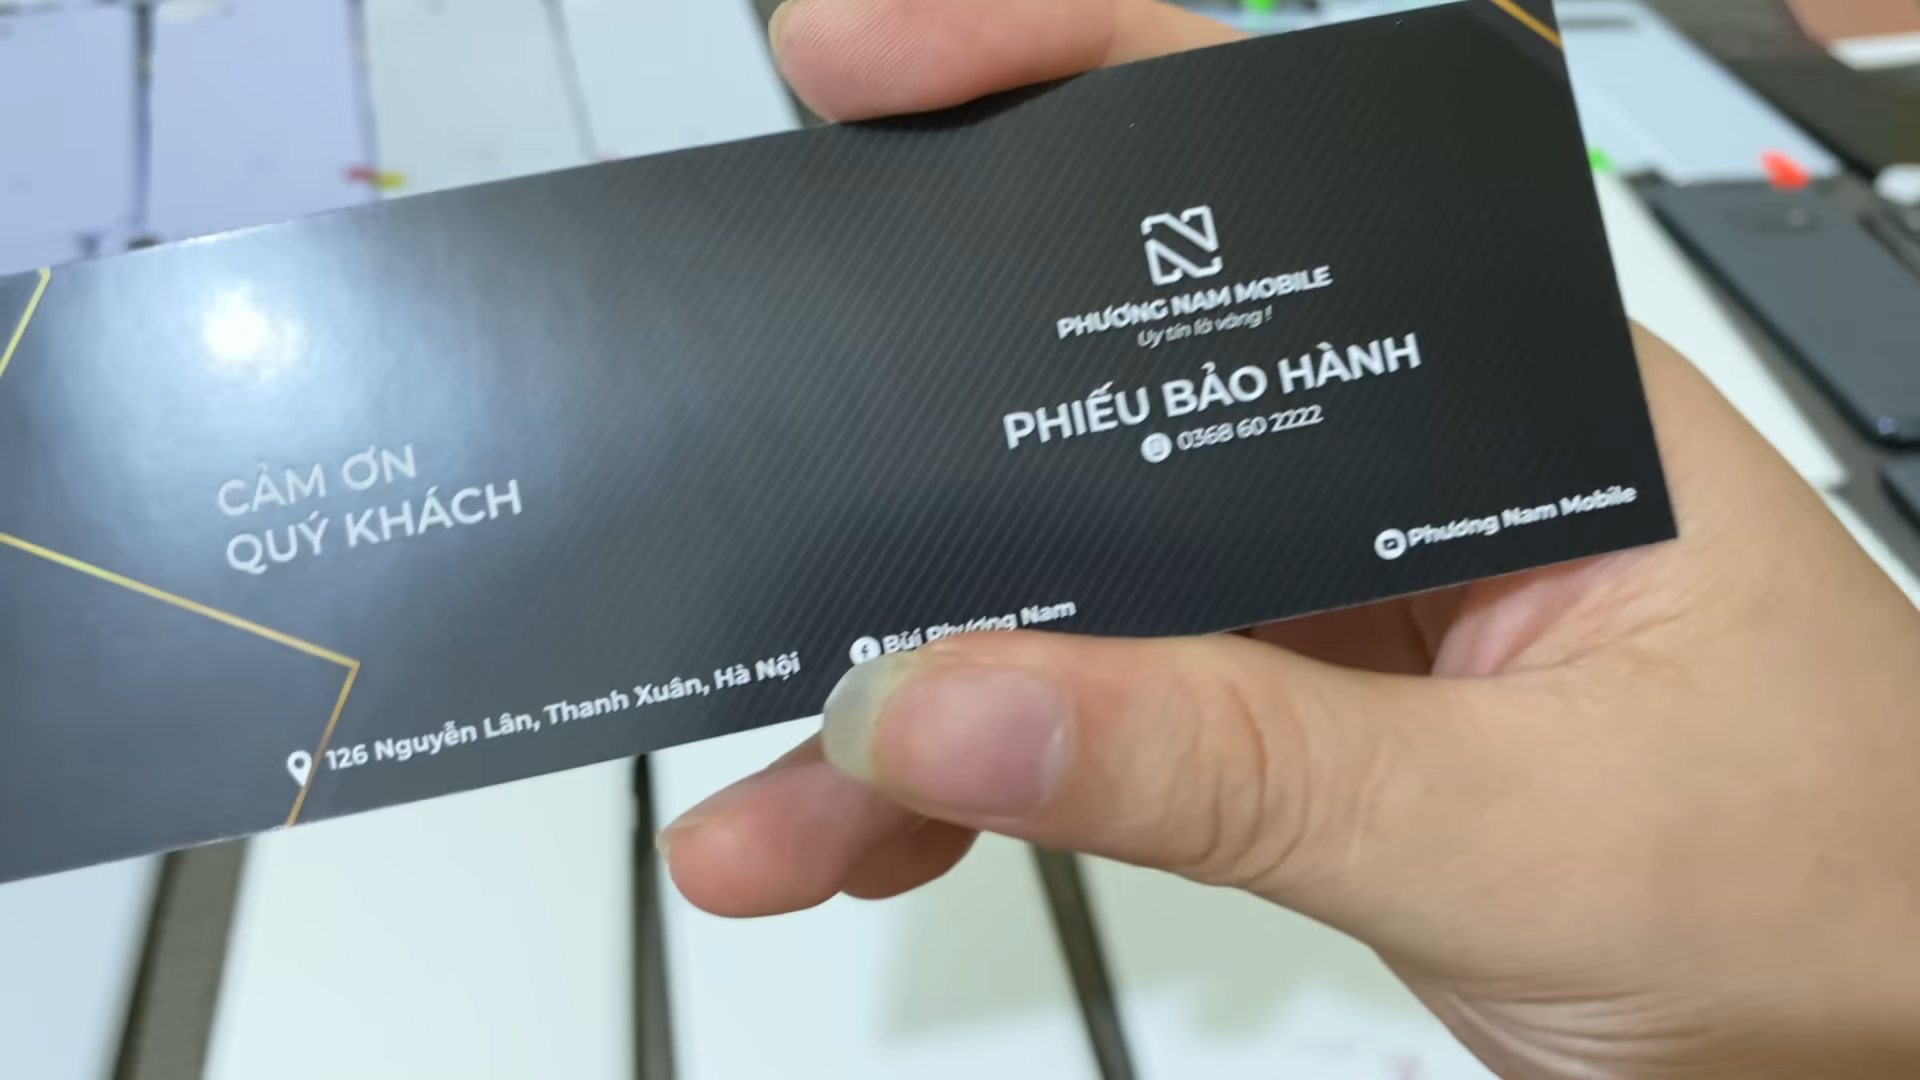 PHƯƠNG NAM MOBILE
Uy tín là vàng !
PHIẾU BẢO HÀNH
0368 60 2222
Phương Nam Mobile
CẢM ƠN
QUÝ KHÁCH
126 Nguyễn Lân, Thanh Xuân, Hà Nội
Bùi Phương Nam